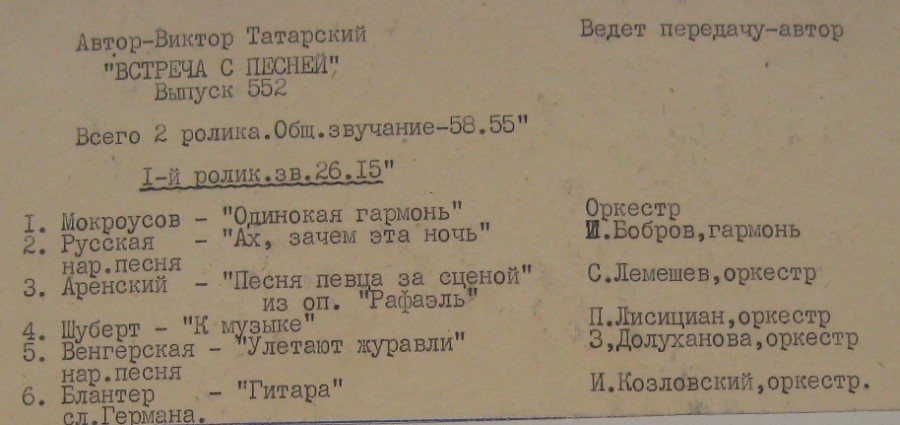 Автор-Виктор Татарский Ведет передачу-автор
"ВСТРЕЧА С ПЕСНЕЙ"
Выпуск 552
Всего 2 ролика.Общ.звучание-58.55"
I-й ролик.зв.26.I5"
I. Мокроусов - "Одинокая гармонь" Оркестр
2. Русская - "Ах, зачем эта ночь" И.Бобров,гармонь
нар.песня
3. Аренский - "Песня певца за сценой" С.Лемешев,оркестр
из оп. "Рафаэль"
4. Шуберт - "К музыке" П.Лисициан,оркестр
5. Венгерская - "Улетают журавли" З,Долуханова,оркестр
нар.песня
6. Блантер - "Гитара" И.Козловский,оркестр.
сл.Германа.